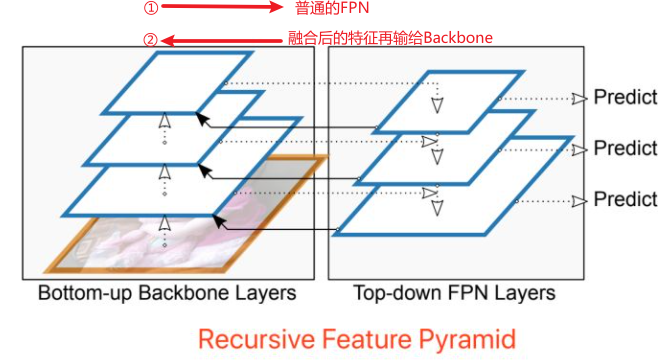 ① 普通的FPN
② 融合后的特征再输给Backbone
Predict
Predict
Predict
Bottom-up Backbone Layers
Top-down FPN Layers
Recursive Feature Pyramid